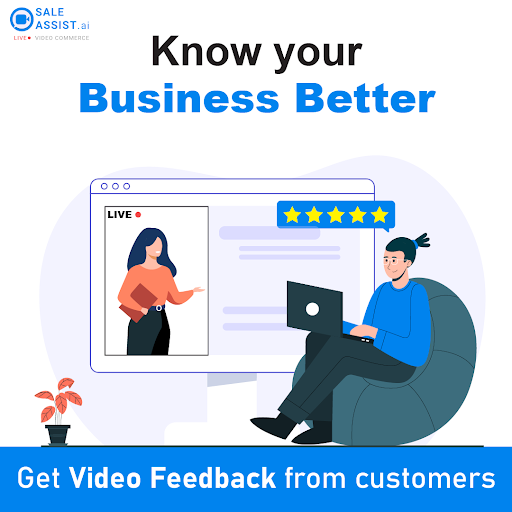 SALE
ASSIST.ai
LIVE VIDEO COMMERCE
Know your
Business Better
LIVE
Get Video Feedback from customers